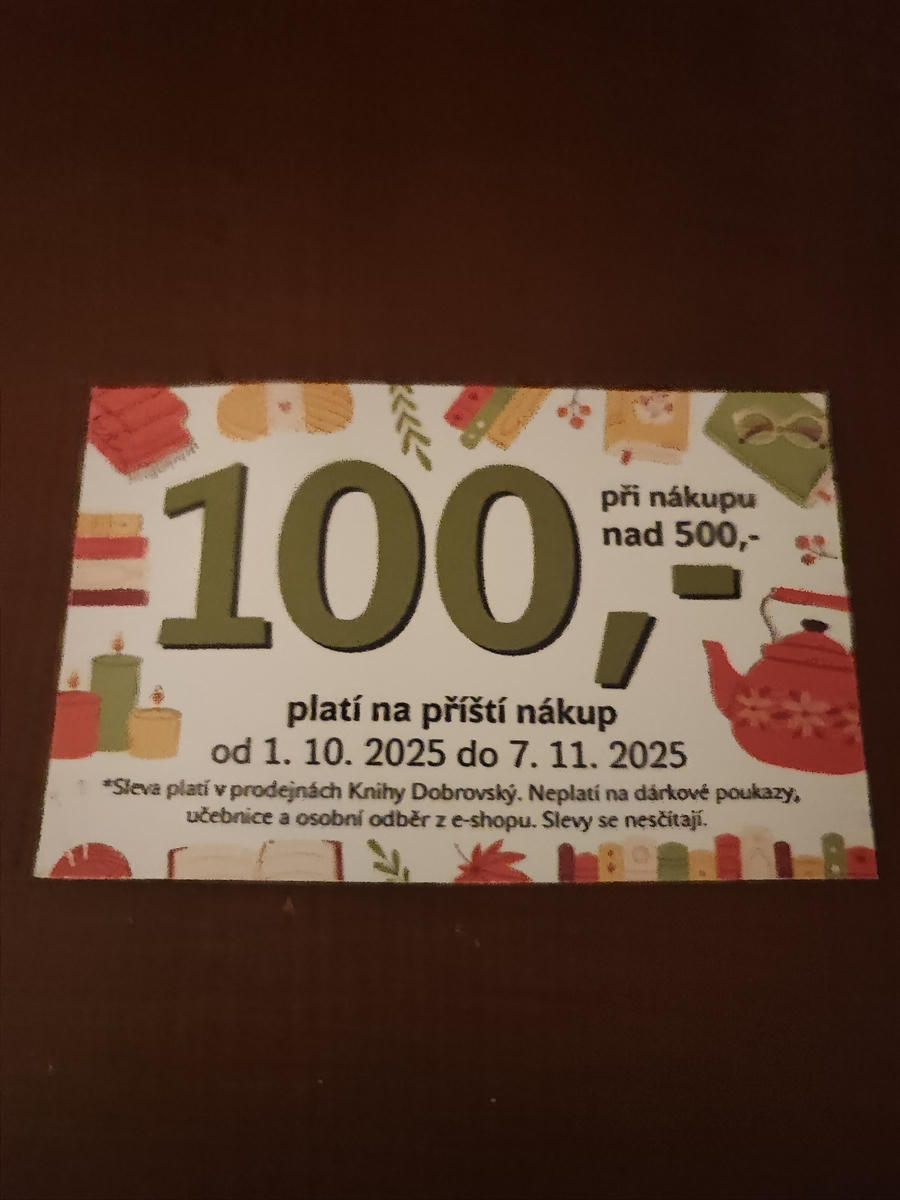 100,-
při nákupu
nad 500,-
platí na příští nákup
od 1. 10. 2025 do 7. 11. 2025
*Sleva platí v prodejnách Knihy Dobrovský. Neplatí na dárkové poukazy,
učebnice a osobní odběr z e-shopu. Slevy se nesčítají.